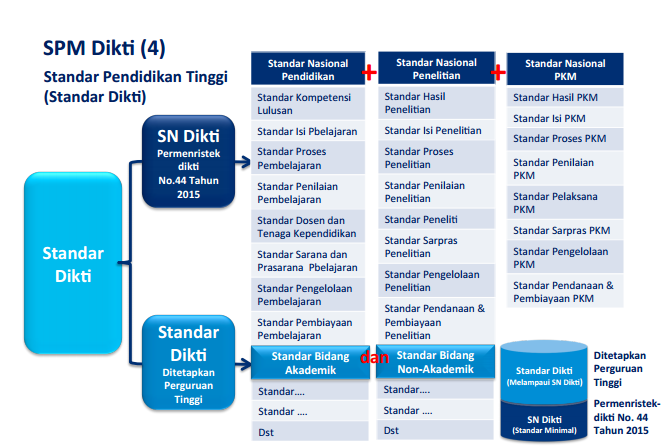 SPM Dikti (4)
Standar Pendidikan Tinggi
(Standar Dikti)
Standar
Dikti
SN Dikti
Permenristek
dikti
No.44 Tahun
2015
Standar
Dikti
Ditetapkan
Perguruan
Tinggi
Standar Nasional
Pendidikan
Standar Kompetensi
Lulusan
Standar Isi Pbelajaran
Standar Proses
Pembelajaran
Standar Penilaian
Pembelajaran
Standar Dosen dan
Tenaga Kependidikan
Standar Sarana dan
Prasarana Pbelajaran
Standar Pengelolaan
Pembelajaran
Standar Pembiayaan
Pembelajaran
+
Standar Nasional
Penelitian
Standar Hasil
Penelitian
Standar Isi Penelitian
Standar Proses
Penelitian
Standar Penilaian
Penelitian
Standar Peneliti
Standar Sarpras
Penelitian
Standar Pengelolaan
Penelitian
Standar Pendanaan &
Pembiayaan
Penelitian
+
Standar Nasional
PKM
Standar Hasil PKM
Standar Isi PKM
Standar Proses PKM
Standar Penilaian
PKM
Standar Pelaksana
PKM
Standar Sarpras PKM
Standar Pengelolaan
PKM
Standar Pendanaan &
Pembiayaan PKM
Standar Bidang
Akademik
Standar....
Standar ....
Dst
dan
Standar Bidang
Non-Akademik
Standar....
Standar ....
Dst
Standar Dikti
(Melampaui SN Dikti)
SN Dikti
(Standar Minimal)
Ditetapkan
Perguruan
Tinggi
Permenristek-
dikti No. 44
Tahun 2015